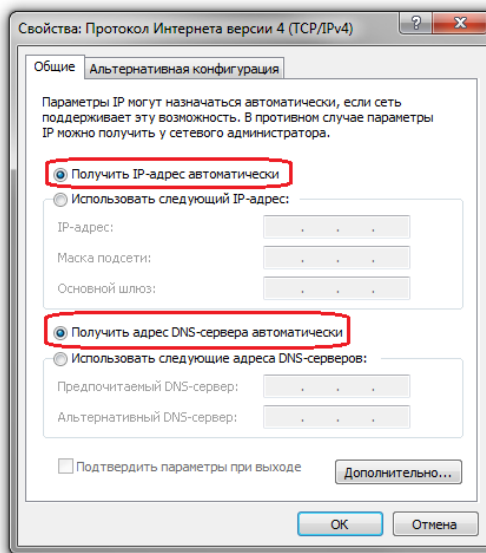 Свойства: Протокол Интернета версии 4 (TCP/IPv4)
Общие
Альтернативная конфигурация
Параметры IP могут назначаться автоматически, если сеть
поддерживает эту возможность. В противном случае параметры
IP можно получить у сетевого администратора.
Получить IP-адрес автоматически
Использовать следующий IP-адрес:
IP-адрес:
Маска подсети:
Основной шлюз:
Получить адрес DNS-сервера автоматически
Использовать следующие адреса DNS-серверов:
Предпочитаемый DNS-сервер:
Альтернативный DNS-сервер:
Подтвердить параметры при выходе
Дополнительно...
OK
Отмена